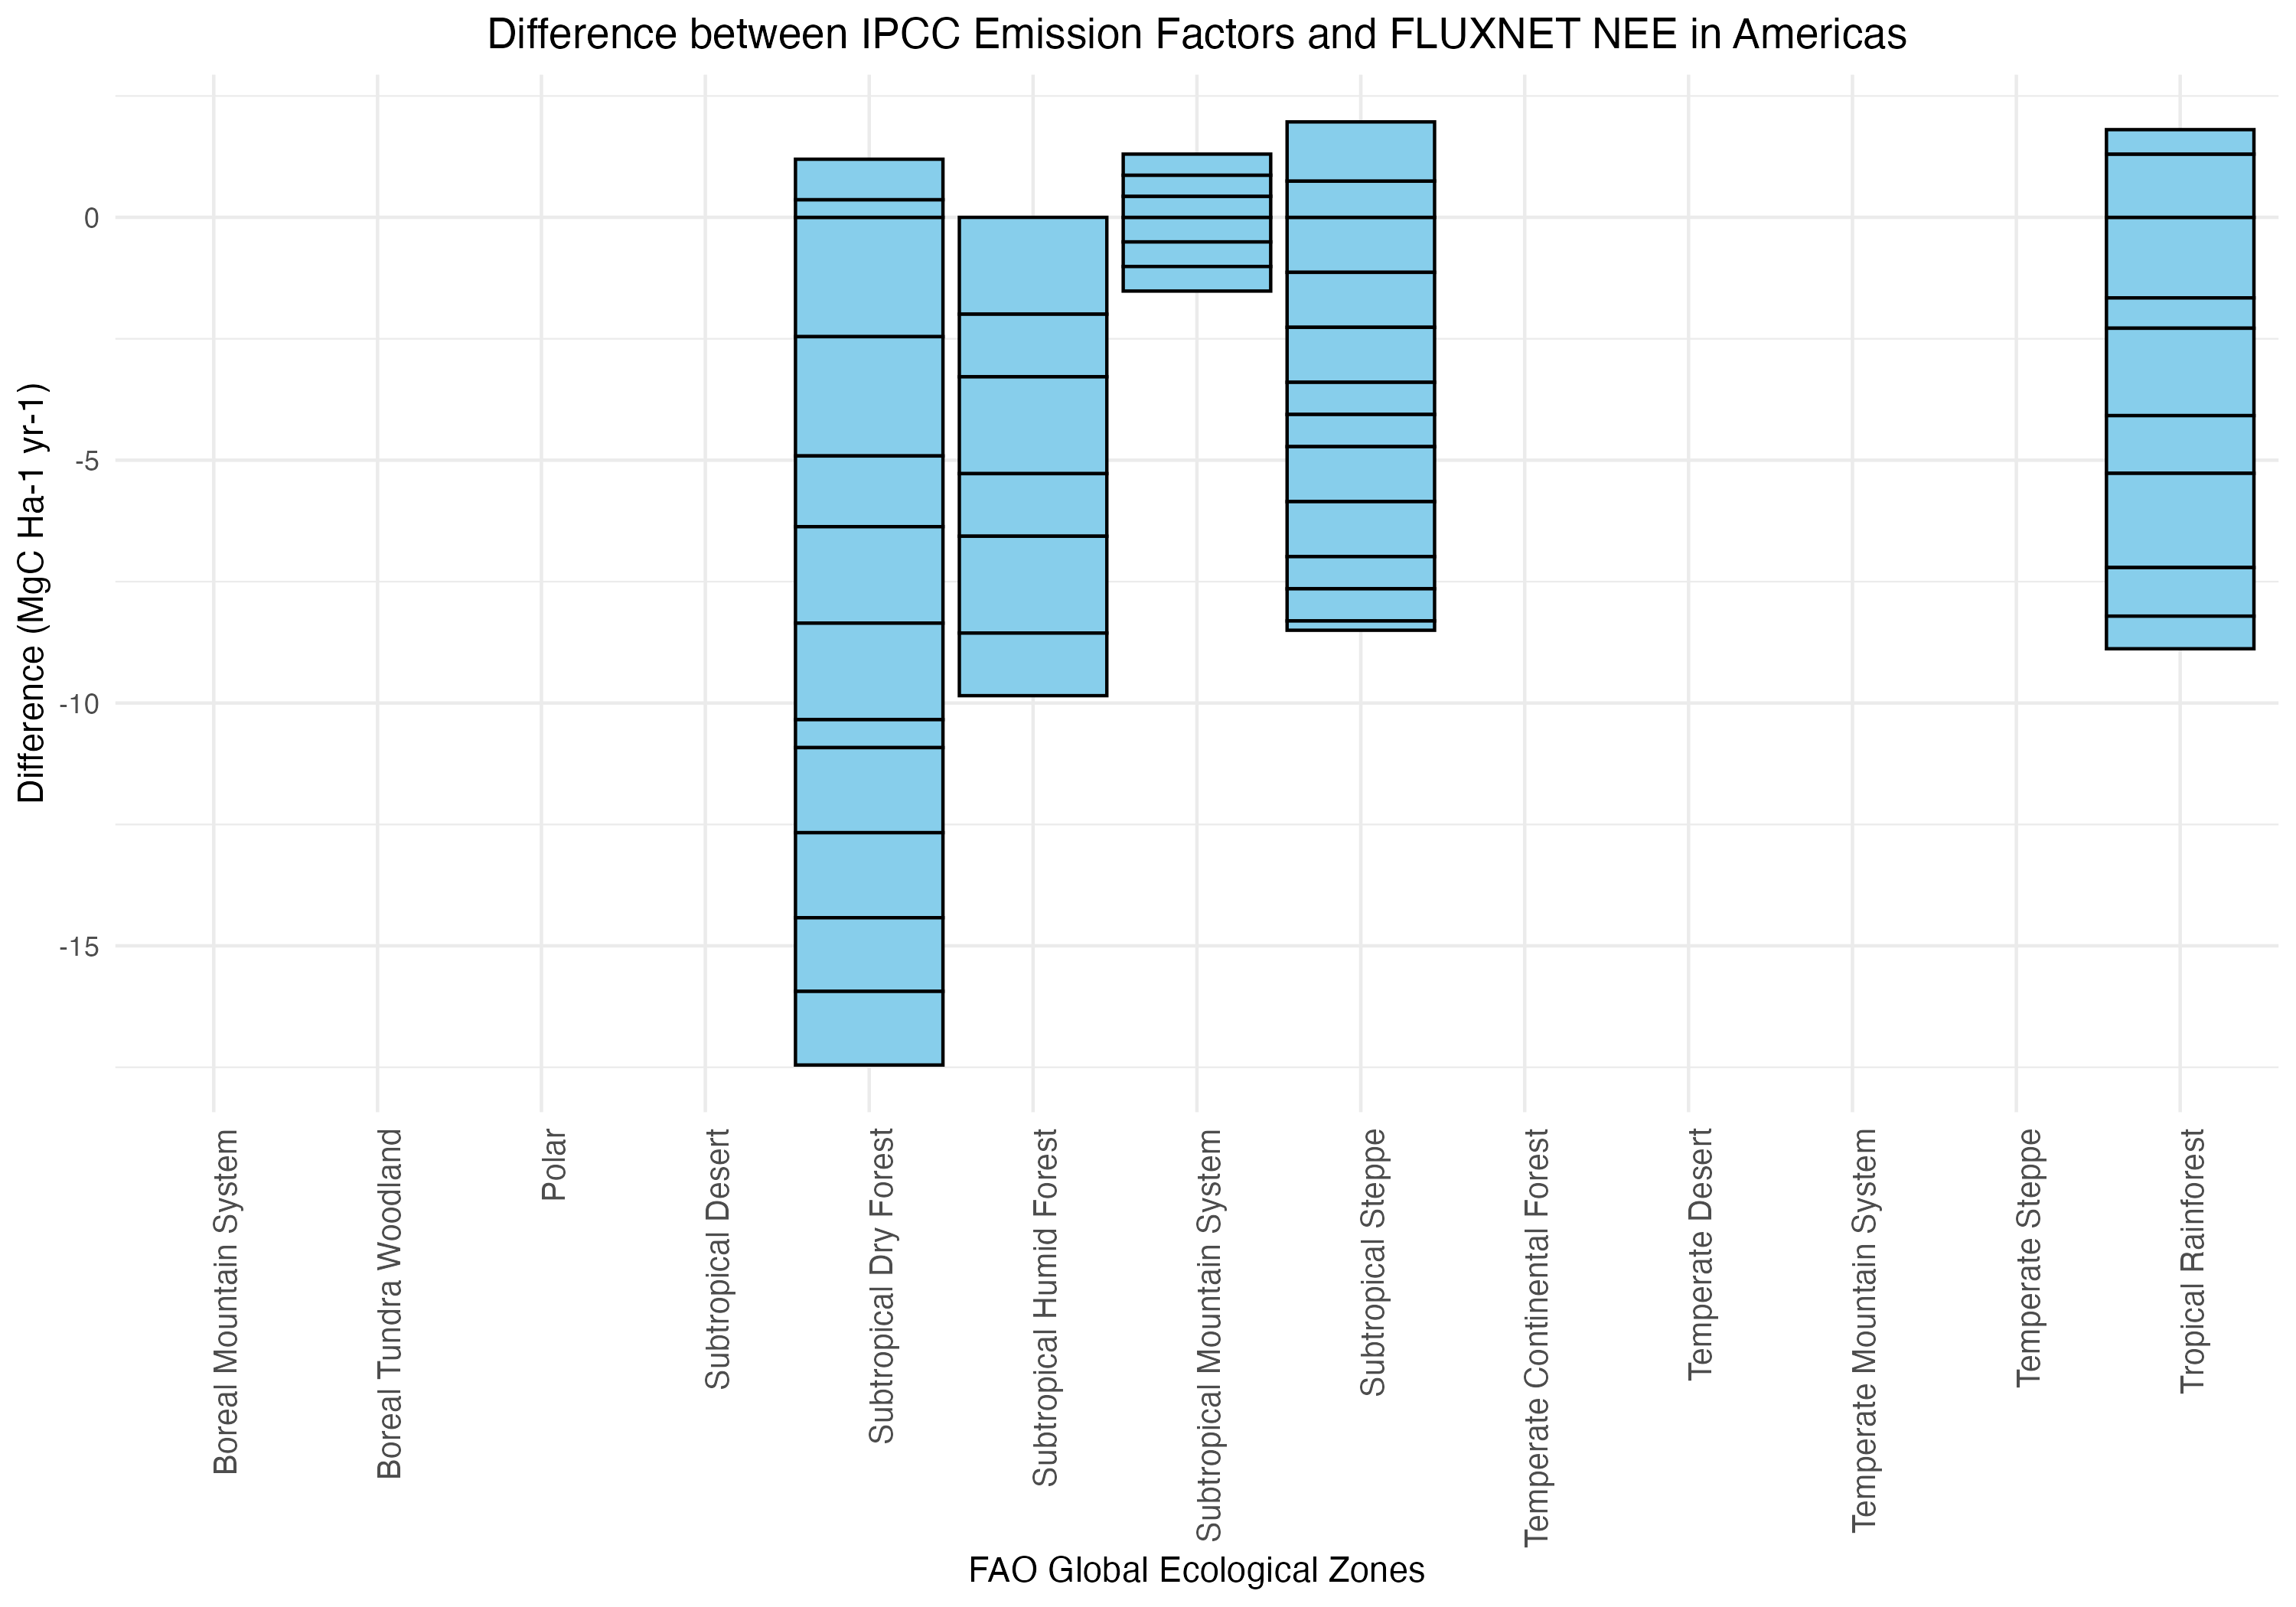 Difference between IPCC Emission Factors and FLUXNET NEE in Americas
Difference (MgC Ha-1 yr-1)
0
-5
-10
-15
Boreal Mountain System
Boreal Tundra Woodland
Polar
Subtropical Desert
Subtropical Dry Forest
Subtropical Humid Forest
Subtropical Mountain System
Subtropical Steppe
Temperate Continental Forest
Temperate Desert
Temperate Mountain System
Temperate Steppe
Tropical Rainforest
FAO Global Ecological Zones